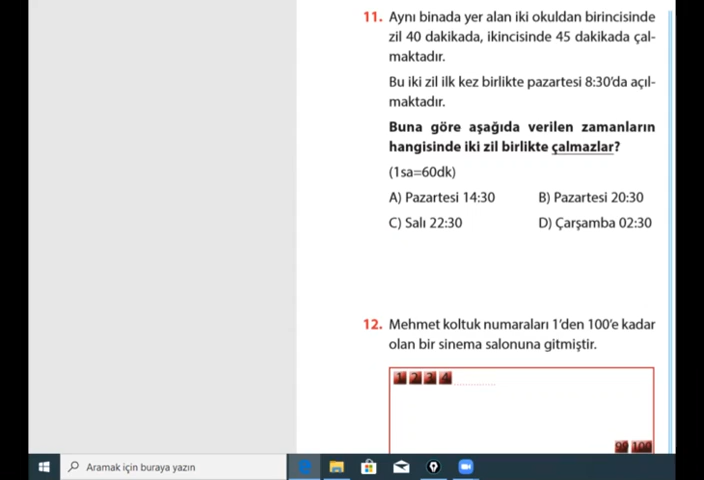 11. Aynı binada yer alan iki okuldan birincisinde
zil 40 dakikada, ikincisinde 45 dakikada çal-
maktadır.
Bu iki zil ilk kez birlikte pazartesi 8:30'da açıl-
maktadır.
Buna göre aşağıda verilen zamanların
hangisinde iki zil birlikte çalmazlar?
(1sa=60dk)
A) Pazartesi 14:30 B) Pazartesi 20:30
C) Salı 22:30 D) Çarşamba 02:30
12. Mehmet koltuk numaraları 1'den 100'e kadar
olan bir sinema salonuna gitmiştir.
1 2 3 4 ............
99 100
Aramak için buraya yazın